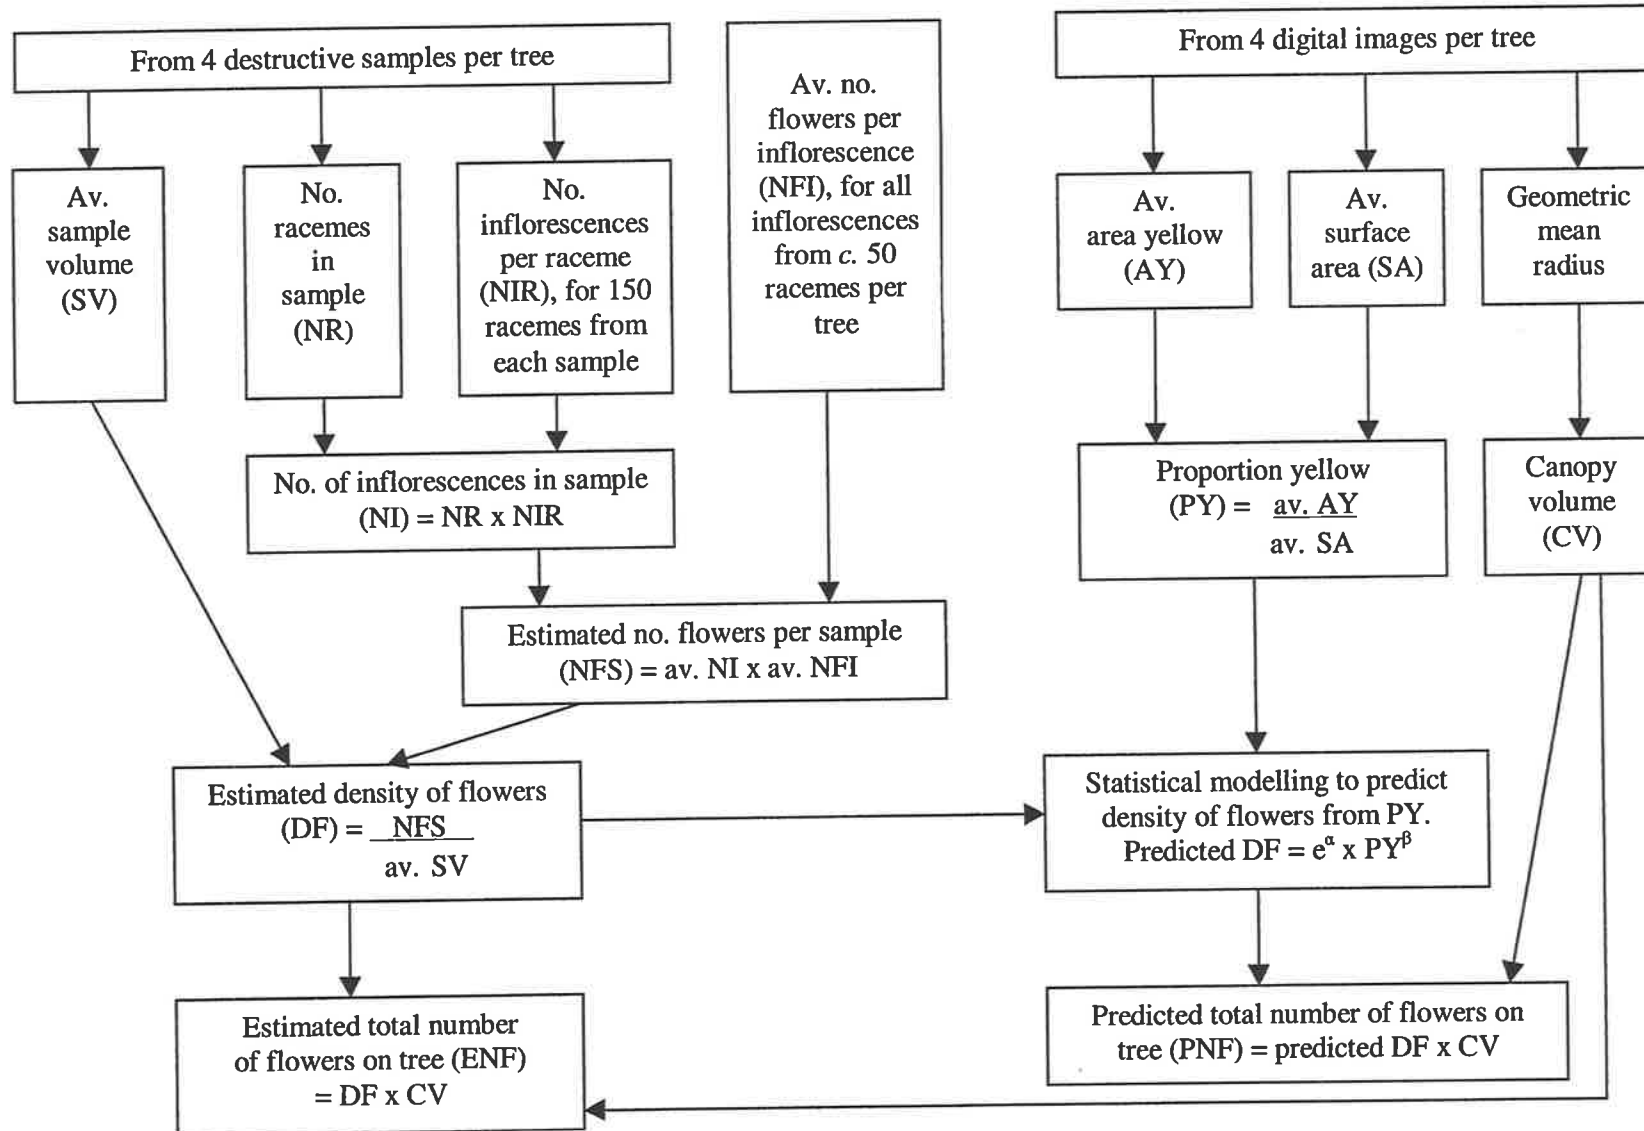 From 4 destructive samples per tree
Av.
sample
volume
(SV)
No.
racemes
in
sample
(NR)
No.
inflorescences
per raceme
(NIR), for 150
racemes from
each sample
Av. no.
flowers per
inflorescence
(NFI), for all
inflorescences
from c. 50
racemes per
tree
From 4 digital images per tree
Av.
area yellow
(AY)
Av.
surface
area (SA)
Geometric
mean
radius
No. of inflorescences in sample
(NI) = NR x NIR
Proportion yellow
(PY) = av. AY
av. SA
Canopy
volume
(CV)
Estimated no. flowers per sample
(NFS) = av. NI x av. NFI
Estimated density of flowers
(DF) = NFS
av. SV
Statistical modelling to predict
density of flowers from PY.
Predicted DF = e^α x PY^β
Estimated total number
of flowers on tree (ENF)
= DF x CV
Predicted total number of flowers on
tree (PNF) = predicted DF x CV